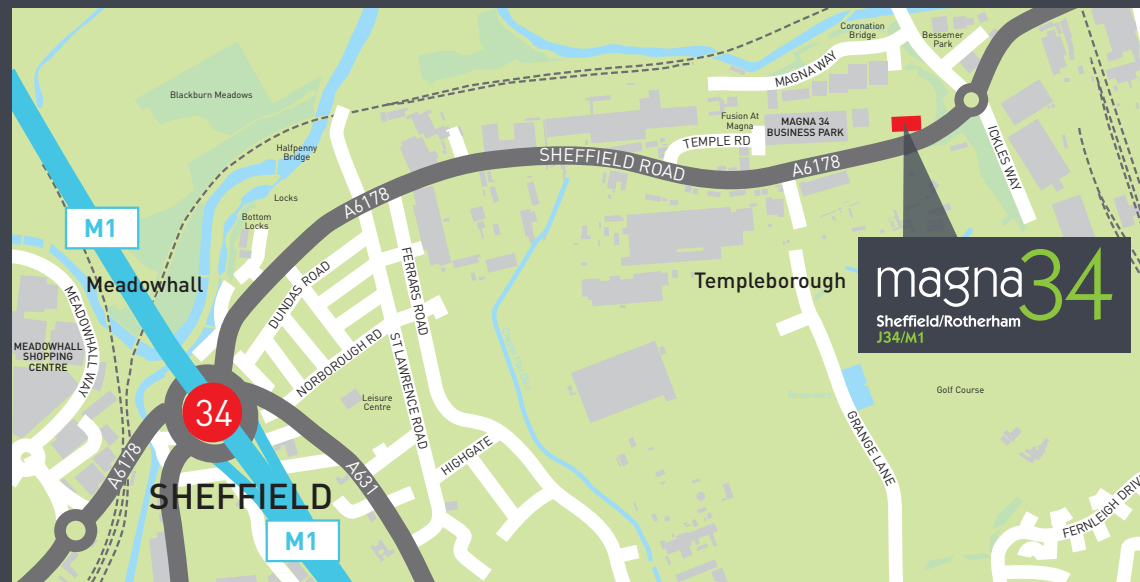 Coronation
Bridge
Bessemer
Park
MAGNA WAY
Blackburn Meadows
Fusion At
Magna
MAGNA 34
BUSINESS PARK
TEMPLE RD
ICKLES WAY
Halfpenny
Bridge
SHEFFIELD ROAD
A6178
A6178
Locks
Bottom
Locks
M1
Meadowhall
DUNDAS ROAD
FERRARS ROAD
Templeborough
magna34
Sheffield/Rotherham
J34/M1
MEADOWHALL WAY
MEADOWHALL
SHOPPING
CENTRE
NORBOROUGH RD
ST LAWRENCE ROAD
Leisure
Centre
Golf Course
34
GRANGE LANE
HIGHGATE
A6178
A631
SHEFFIELD
M1
FERNLEIGH DRIV